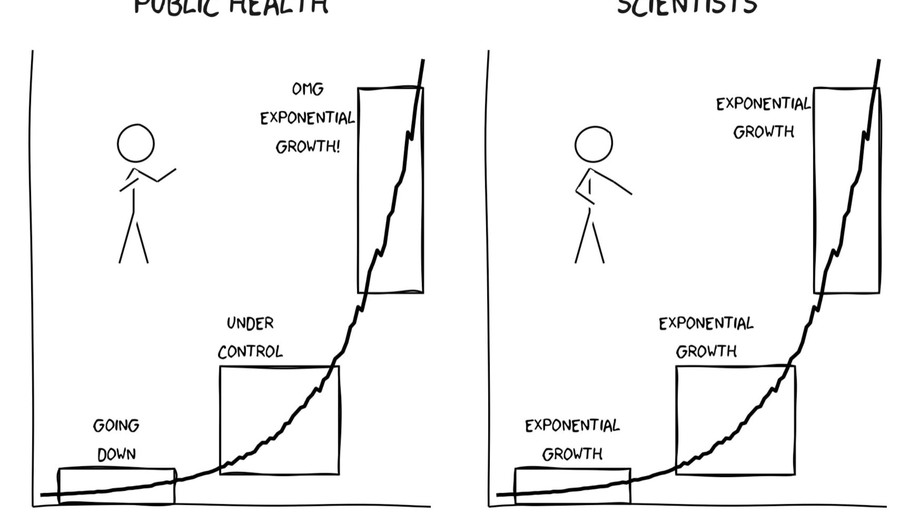 PUBLIC HEALTH
OMG
EXPONENTIAL
GROWTH!
UNDER
CONTROL
GOING
DOWN
SCIENTISTS
EXPONENTIAL
GROWTH
EXPONENTIAL
GROWTH
EXPONENTIAL
GROWTH